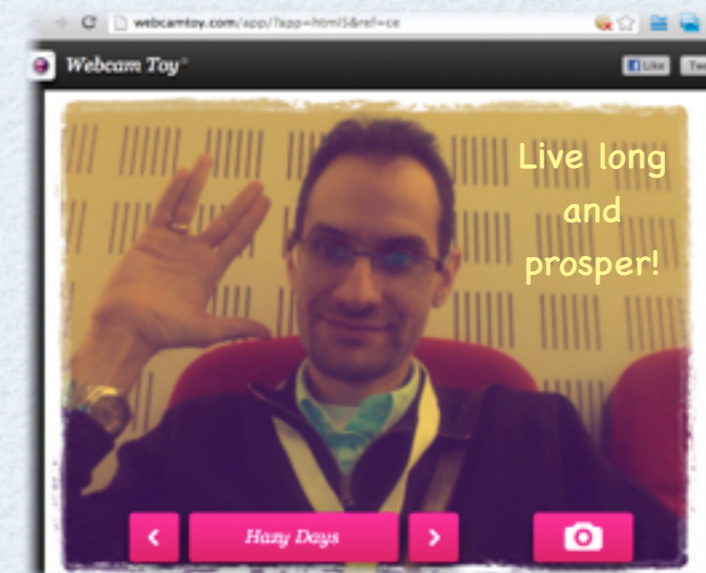 webcamtoy.com/app/?app=html5&ref=ce
Webcam Toy
Like
Live long
and
prosper!
Hazy Days